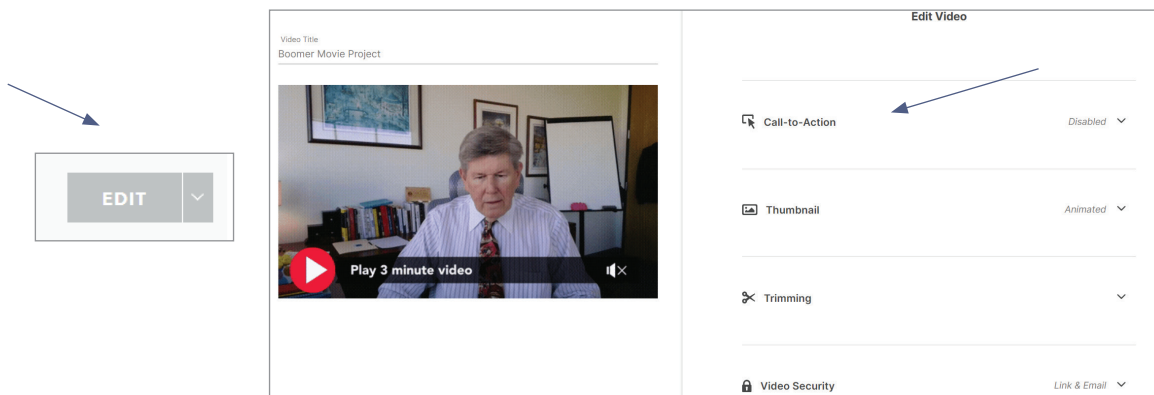 Edit Video
Video Title
Boomer Movie Project
Call-to-Action Disabled
EDIT
Thumbnail Animated
Play 3 minute video
Trimming
Video Security Link & Email